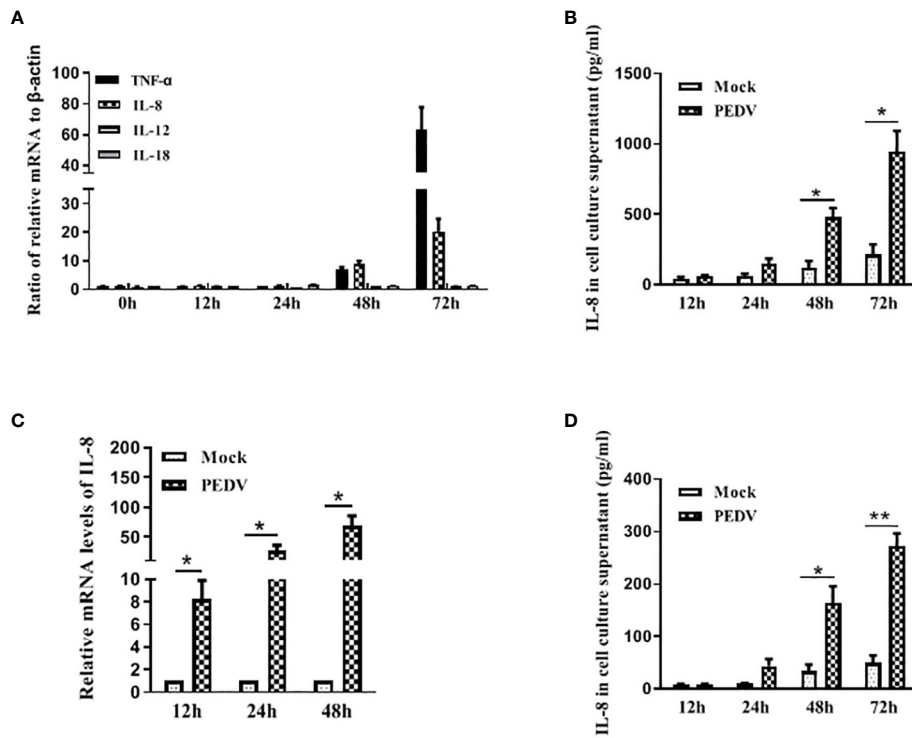 A
Ratio of relative mRNA to β-actin
100
80
60
40
30
20
10
0
TNF-α
IL-8
IL-12
IL-18
0h 12h 24h 48h 72h
B
IL-8 in cell culture supernatant (pg/ml)
1500
1000
500
0
Mock
PEDV
*
*
12h 24h 48h 72h
C
Relative mRNA levels of IL-8
200
150
100
50
10
8
6
4
2
0
Mock
PEDV
*
*
*
12h 24h 48h
D
IL-8 in cell culture supernatant (pg/ml)
400
300
200
100
0
Mock
PEDV
*
**
12h 24h 48h 72h